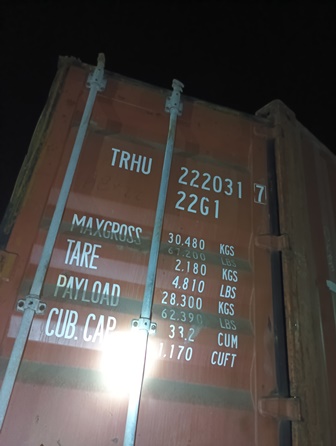 TRHU 222031 7
22G1
MAXGROSS 30.480 KGS
67.200 LBS
TARE 2.180 KGS
4.810 LBS
PAYLOAD 28.300 KGS
62.390 LBS
CUB. CAP. 33.2 CUM
1.170 CUFT